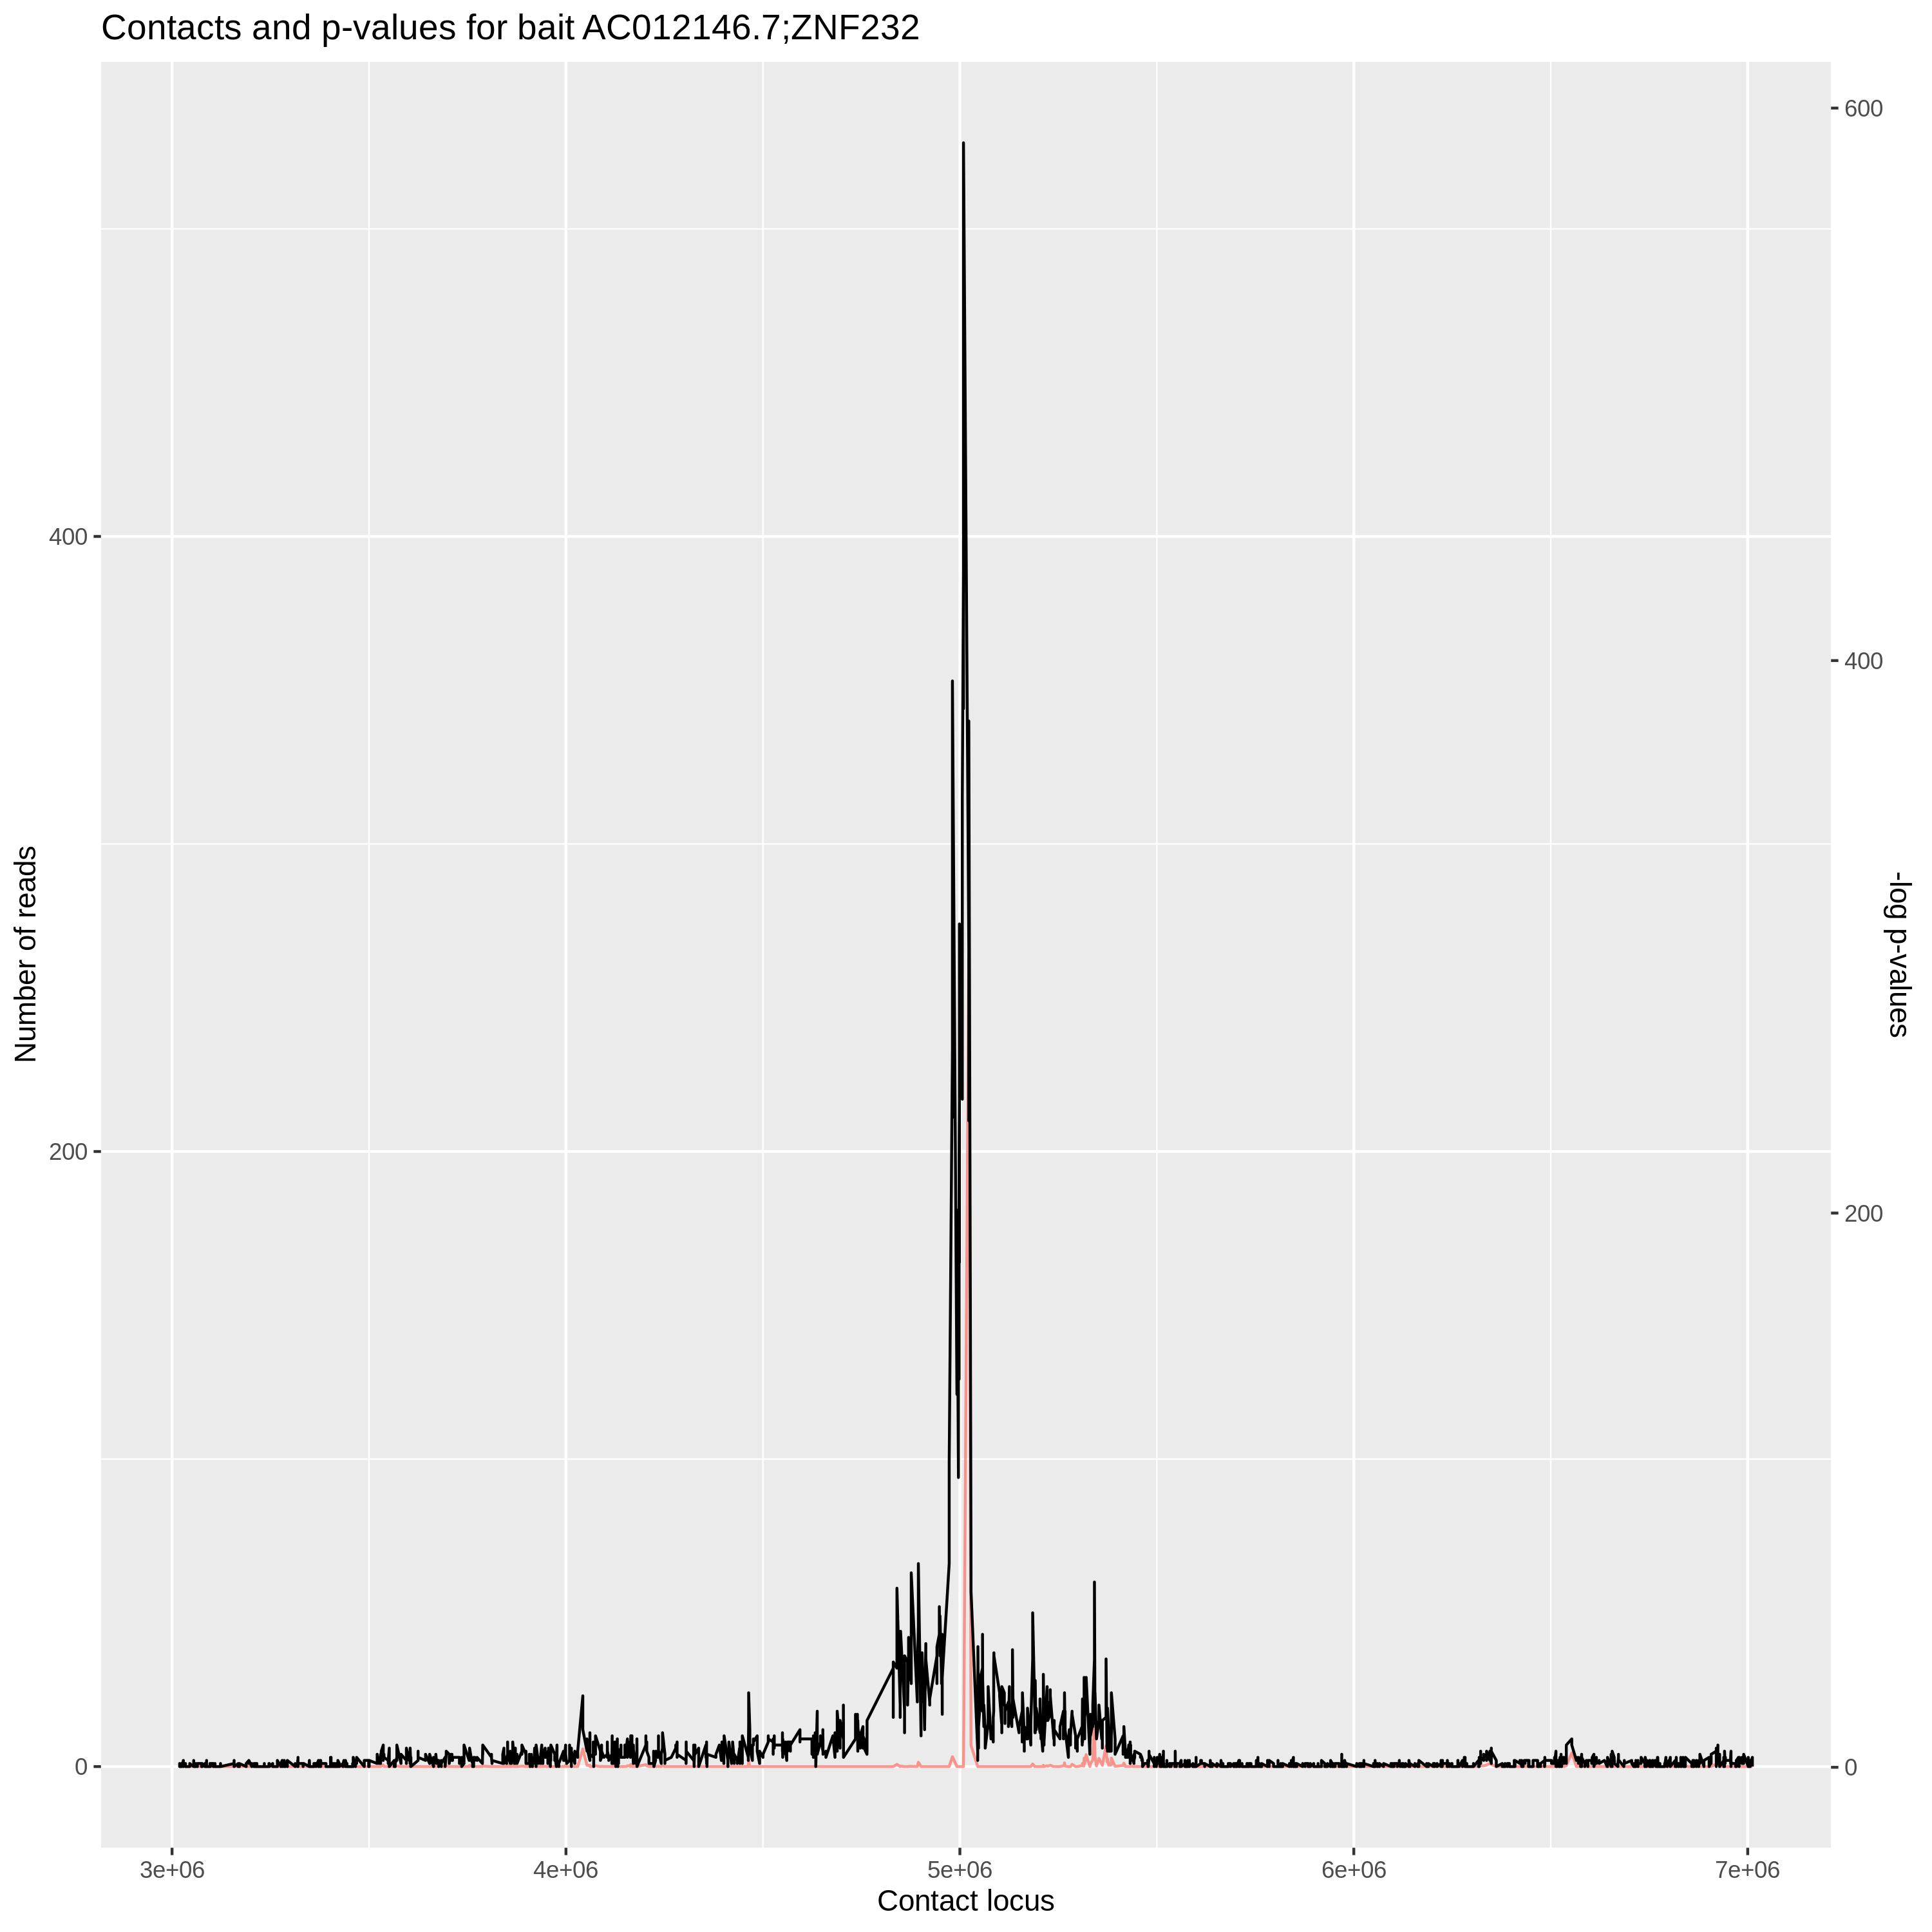 Contacts and p-values for bait AC012146.7;ZNF232
600
400
400
Number of reads
-log p-values
200
200
0
0
3e+06
4e+06
5e+06
6e+06
7e+06
Contact locus